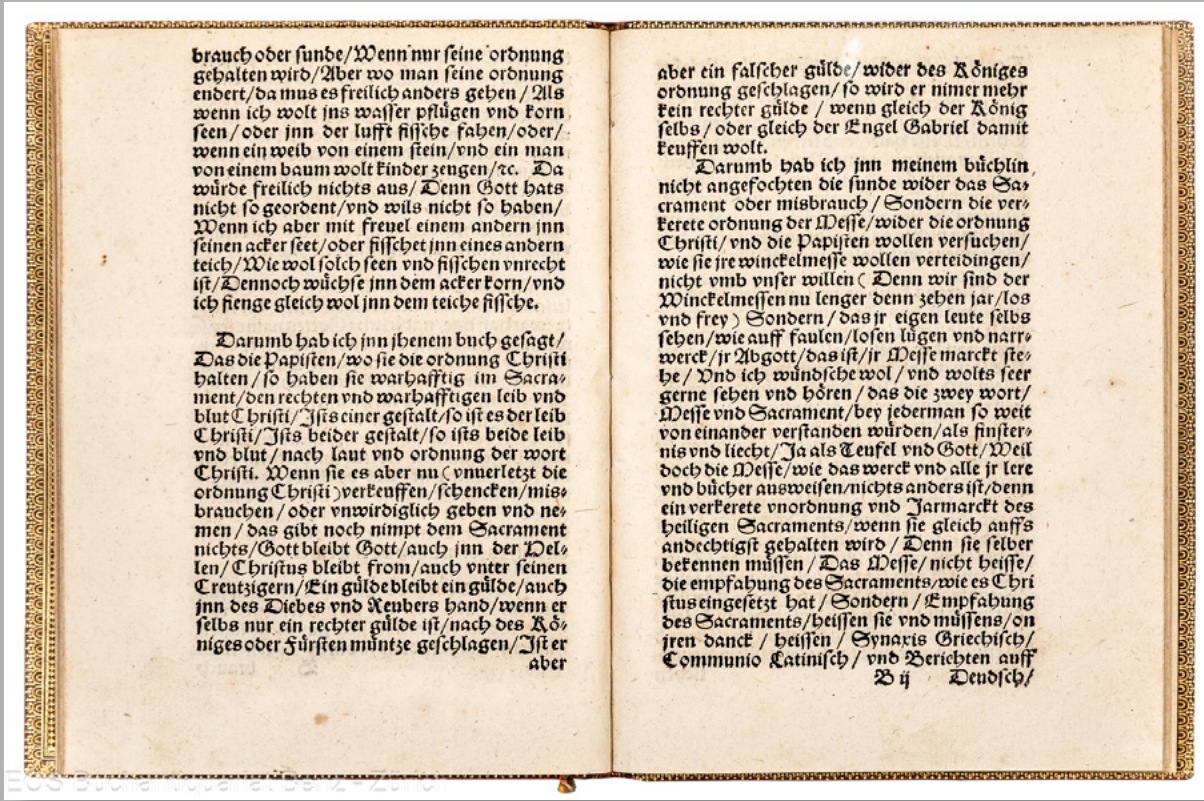 brauch oder sunde/Wenn nur seine ordnung
gehalten wird/Aber wo man seine ordnung
endert/da mus es freilich anders gehen/Als
wenn ich wolt jns wasser pflügen vnd korn
seen/oder jnn der lufft fissche fahen/oder/
wenn ein weib von einem stein/vnd ein man
von einem baum wolt kinder zeugen/ꝛc. Da
würde freilich nichts aus/Denn Gott hats
nicht so geordent/vnd wils nicht so haben/
Wenn ich aber mit freuel einem andern jnn
seinen acker seet/oder fisschet jnn eines andern
teich/Wie wol solch seen vnd fisschen vnrecht
ist/Dennoch wüchse jnn dem acker korn/vnd
ich fienge gleich wol jnn dem teiche fissche.
Darumb hab ich jnn jhenem buch gesagt/
Das die Papisten/wo sie die ordnung Christi
halten/so haben sie warhafftig im Sacra⸗
ment/den rechten vnd warhafftigen leib vnd
blut Christi/Ists einer gestalt/so ist es der leib
Christi/Ists beider gestalt/so ists beide leib
vnd blut/nach laut vnd ordnung der wort
Christi. Wenn sie es aber nu(vnuerletzt die
ordnung Christi)verkeuffen/schencken/mis⸗
brauchen/oder vnwirdiglich geben vnd ne⸗
men/das gibt noch nimpt dem Sacrament
nichts/Gott bleibt Gott/auch jnn der Hel⸗
len/Christus bleibt from/auch vnter seinen
Creutzigern/Ein gülde bleibt ein gülde/auch
jnn des Diebes vnd Reubers hand/wenn er
selbs nur ein rechter gülde ist/nach des Kö⸗
niges oder Fürsten müntze geschlagen/Ist er
aber
aber ein falscher gülde/wider des Königes
ordnung geschlagen/so wird er nimer mehr
kein rechter gülde/wenn gleich der König
selbs/oder gleich der Engel Gabriel damit
keuffen wolt.
Darumb hab ich jnn meinem büchlin
nicht angefochten die sunde wider das Sa⸗
crament oder misbrauch/Sondern die ver⸗
kerete ordnung der Messe/wider die ordnung
Christi/vnd die Papisten wollen versuchen/
wie sie jre winckelmesse wollen verteidingen/
nicht vmb vnser willen(Denn wir sind der
Winckelmessen nu lenger denn zehen jar/los
vnd frey)Sondern/das jr eigen leute selbs
sehen/wie auff faulen/losen lügen vnd narr⸗
werck/jr Abgott/das ist/jr Messe marckt ste⸗
he/Vnd ich wündsche wol/vnd wolts seer
gerne sehen vnd hören/das die zwey wort/
Messe vnd Sacrament/bey jederman so weit
von einander verstanden würden/als finster⸗
nis vnd liecht/Ja als Teufel vnd Gott/Weil
doch die Messe/wie das werck vnd alle jr lere
vnd bücher ausweisen/nichts anders ist/denn
ein verkerete vnordnung vnd Jarmarckt des
heiligen Sacraments/wenn sie gleich auffs
andechtigst gehalten wird/Denn sie selber
bekennen müssen/Das Messe/nicht heisse/
die empfahung des Sacraments/wie es Chri
stus eingesetzt hat/Sondern/Empfahung
des Sacraments/heissen sie vnd müssens/on
jren danck/heissen/Synaxis Griechisch/
Communio Latinisch/vnd Berichten auff
B ij Deudsch/